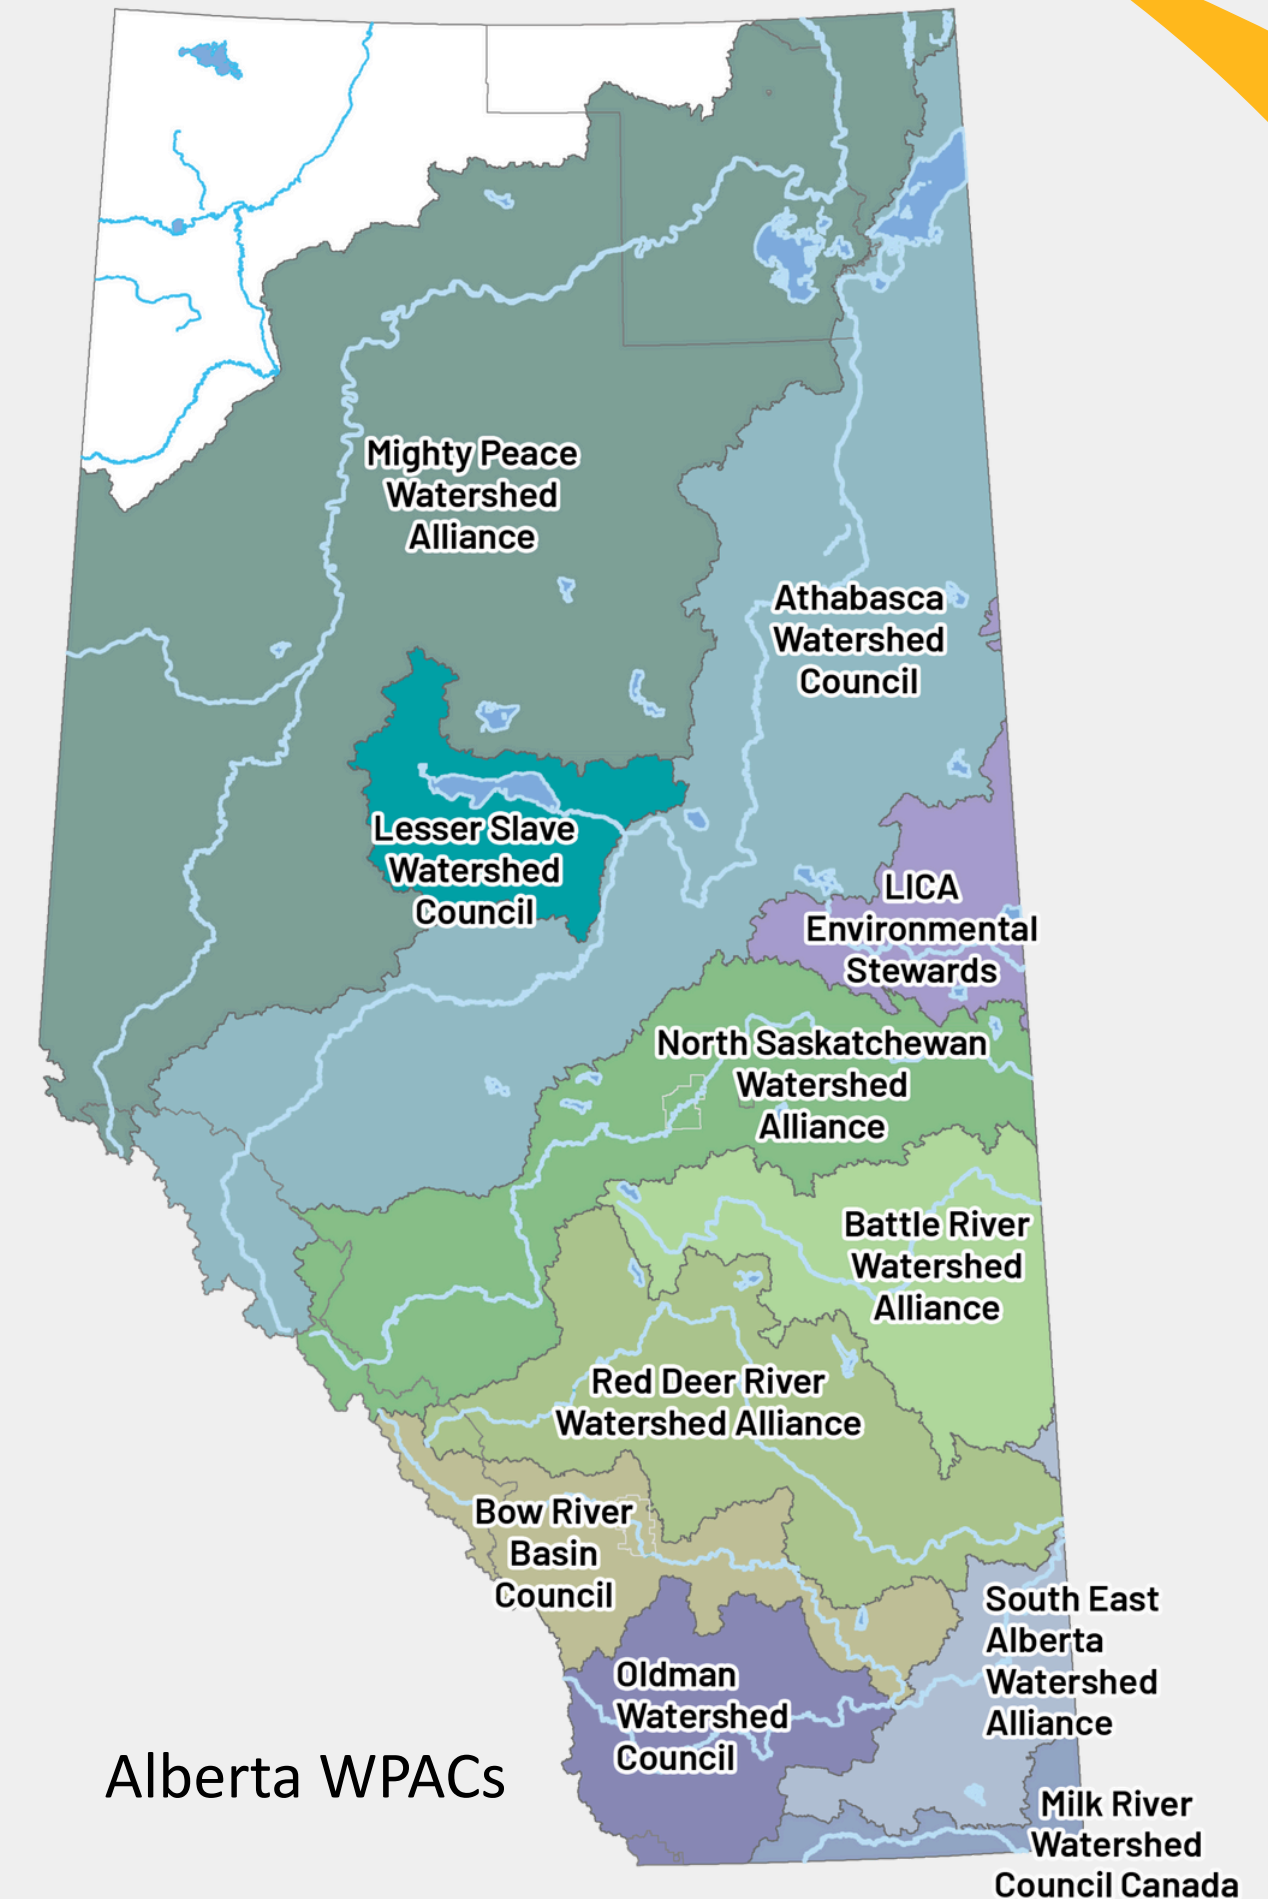 Mighty Peace
Watershed
Alliance
Athabasca
Watershed
Council
Lesser Slave
Watershed
Council
LICA
Environmental
Stewards
North Saskatchewan
Watershed
Alliance
Battle River
Watershed
Alliance
Red Deer River
Watershed Alliance
Bow River
Basin
Council
South East
Alberta
Watershed
Alliance
Oldman
Watershed
Council
Alberta WPACs
Milk River
Watershed
Council Canada